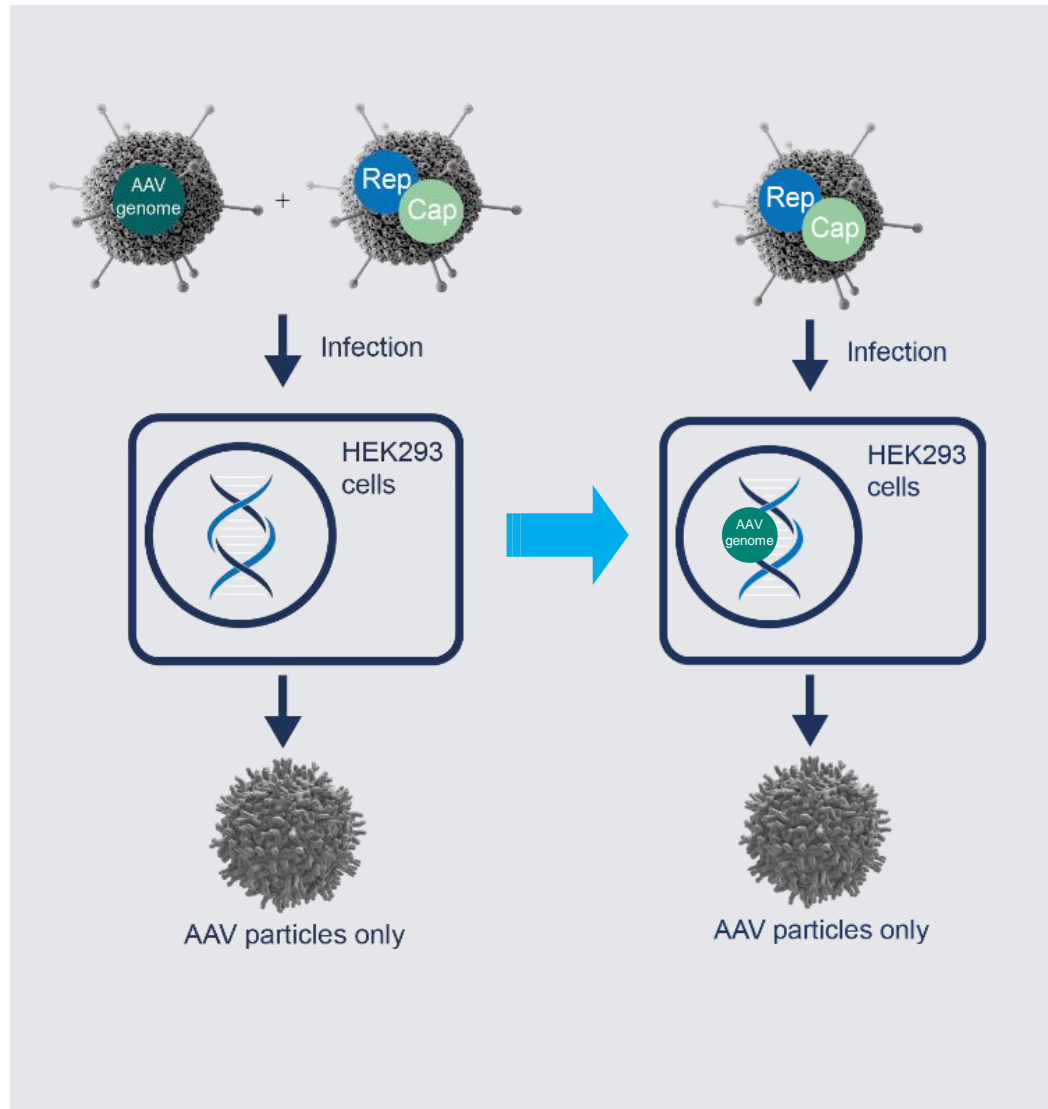 AAV
genome
+
Rep
Cap
Infection
HEK293
cells
AAV particles only
Rep
Cap
Infection
HEK293
cells
AAV
genome
AAV particles only